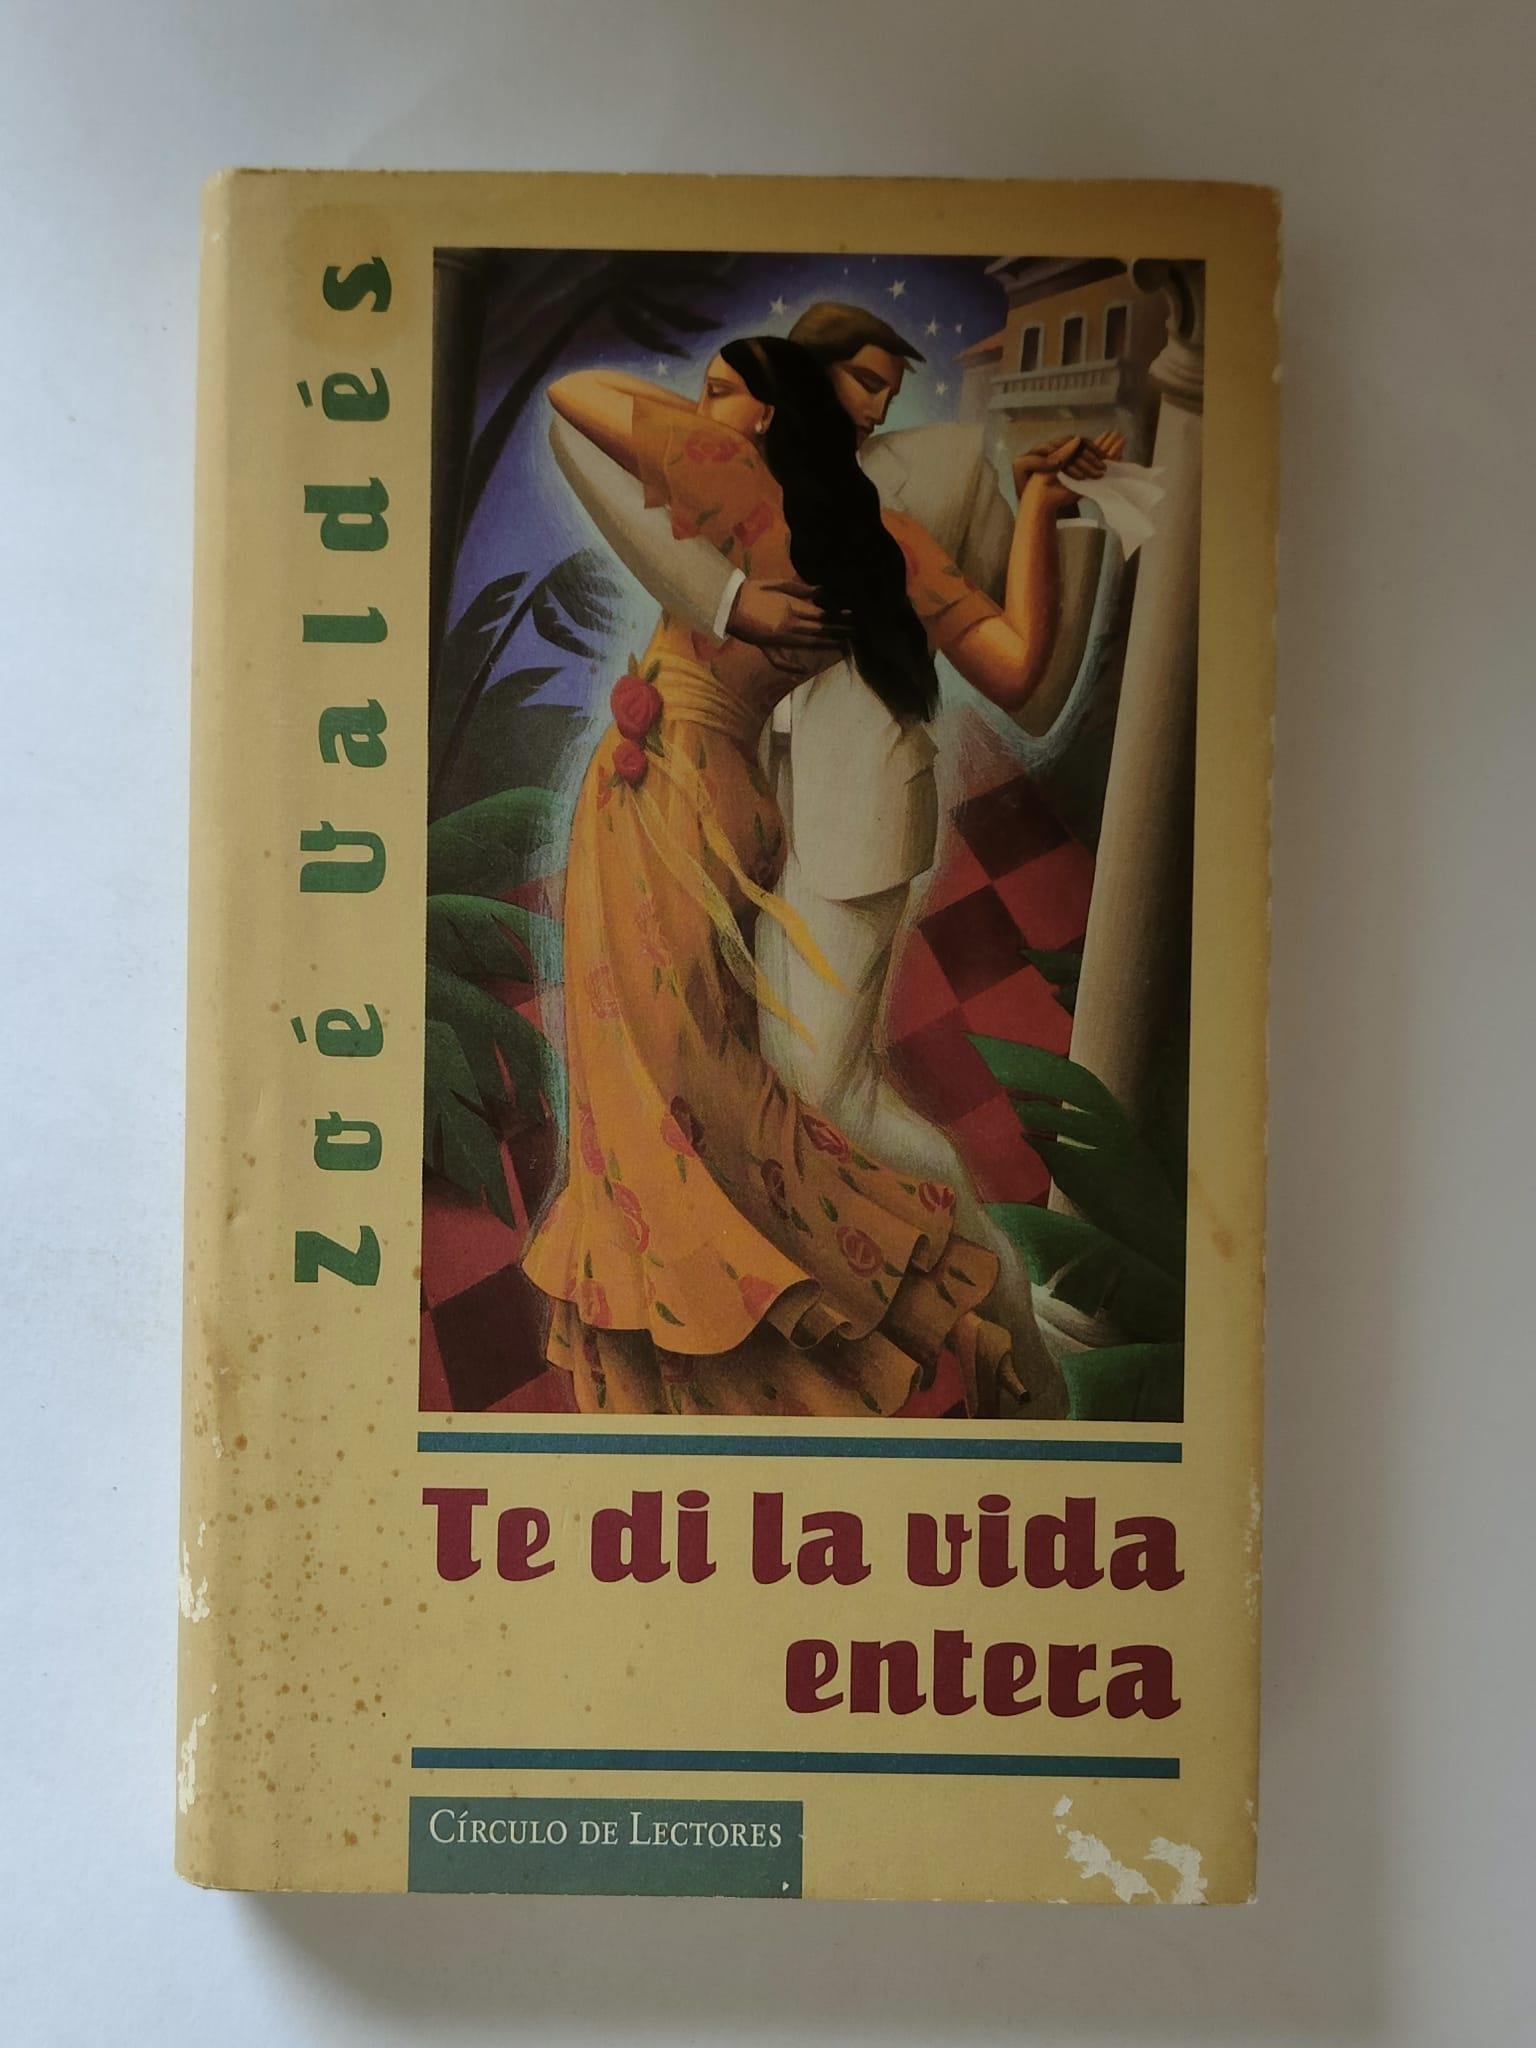 Zoé Valdés
Te di la vida
entera
CÍRCULO DE LECTORES